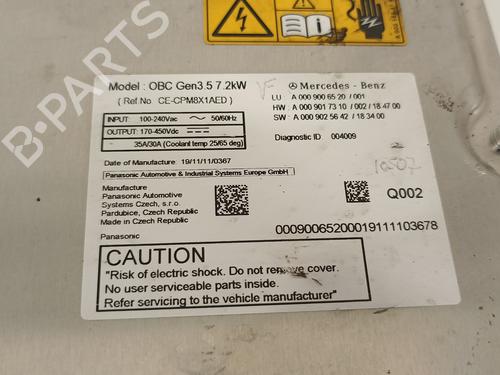 Model : OBC Gen3.5 7.2kW
( Ref No. CE-CPM8X1AED )
INPUT: 100-240Vac ~ 50/60Hz
OUTPUT: 170-450Vdc
35A/30A (Coolant temp 25/65 deg)
Date of Manufacture : 19/11/11/0367
Panasonic Automotive & Industrial Systems Europe GmbH
Manufacture
Panasonic Automotive
Systems Czech, s.r.o.
Pardubice, Czech Republic
Made in Czech Republic
Panasonic
VF
Mercedes - Benz
LU A 000 900 65 20 / 001
HW : A 000 901 73 10 / 002 / 18 47 00
SW : A 000 902 56 42 / 18 34 00
Diagnostic ID 004009
Q002
00090065200019111103678
CAUTION
"Risk of electric shock. Do not remove cover.
No user serviceable parts inside.
Refer servicing to the vehicle manufacturer"
B-PARTS